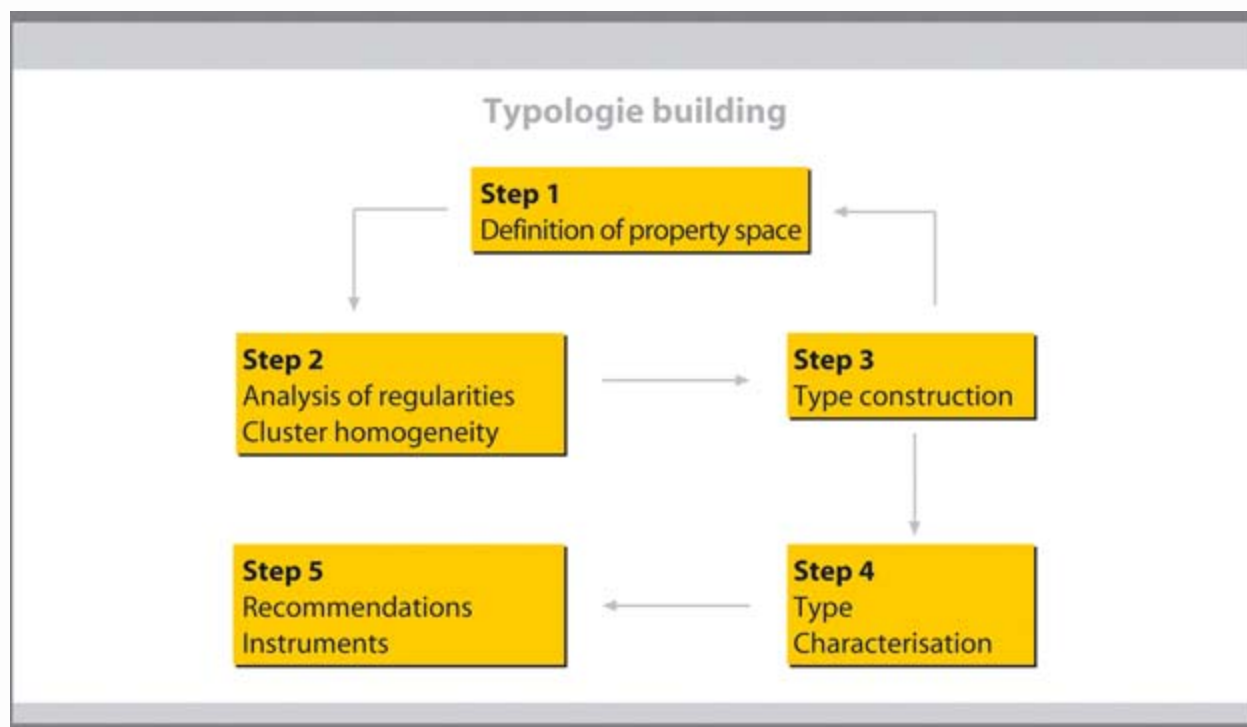 Typologie building
Step 1
Definition of property space
Step 2
Analysis of regularities
Cluster homogeneity
Step 3
Type construction
Step 4
Type
Characterisation
Step 5
Recommendations
Instruments